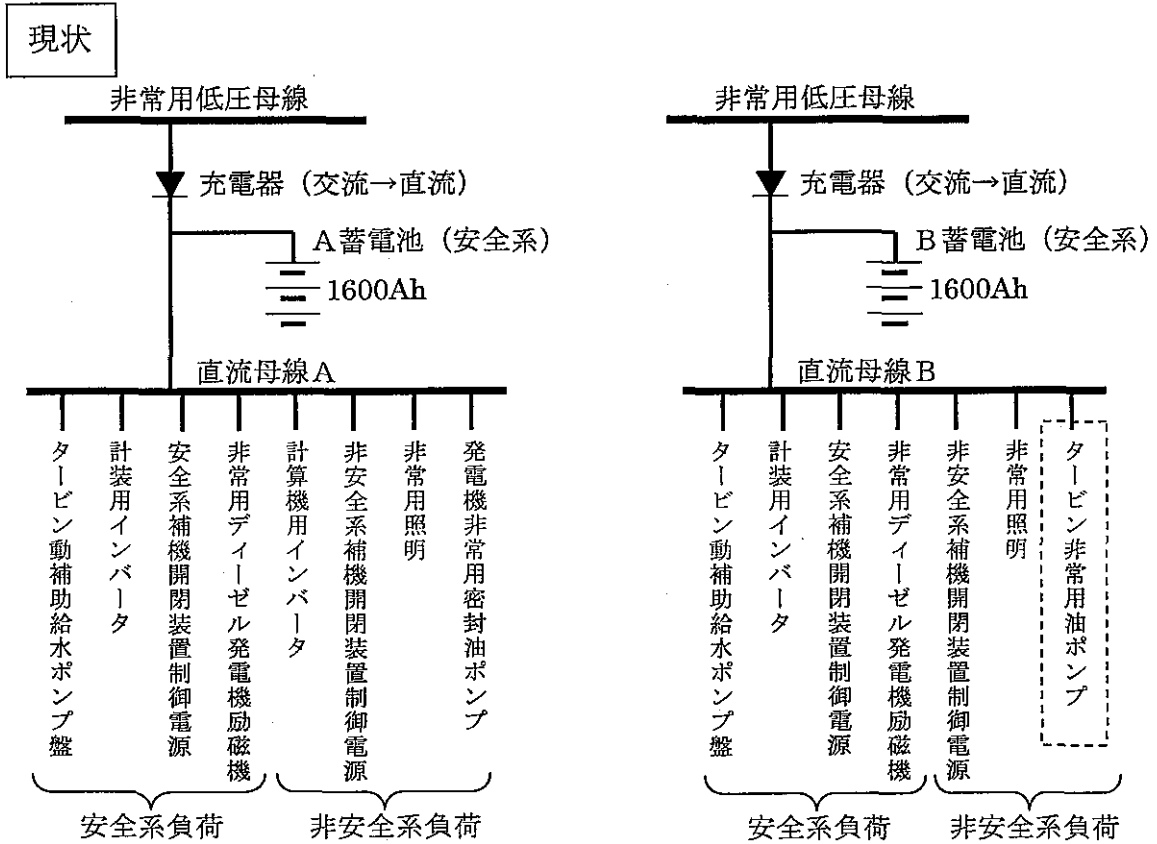 現状
非常用低圧母線
充電器（交流→直流）
A蓄電池（安全系）
1600Ah
直流母線A
タービン動補助給水ポンプ盤
計装用インバータ
安全系補機開閉装置制御電源
非常用ディーゼル発電機励磁機
計算機用インバータ
非安全系補機開閉装置制御電源
非常用照明
発電機非常用密封油ポンプ
安全系負荷
非安全系負荷
非常用低圧母線
充電器（交流→直流）
B蓄電池（安全系）
1600Ah
直流母線B
タービン動補助給水ポンプ盤
計装用インバータ
安全系補機開閉装置制御電源
非常用ディーゼル発電機励磁機
非安全系補機開閉装置制御電源
非常用照明
タービン非常用油ポンプ
安全系負荷
非安全系負荷